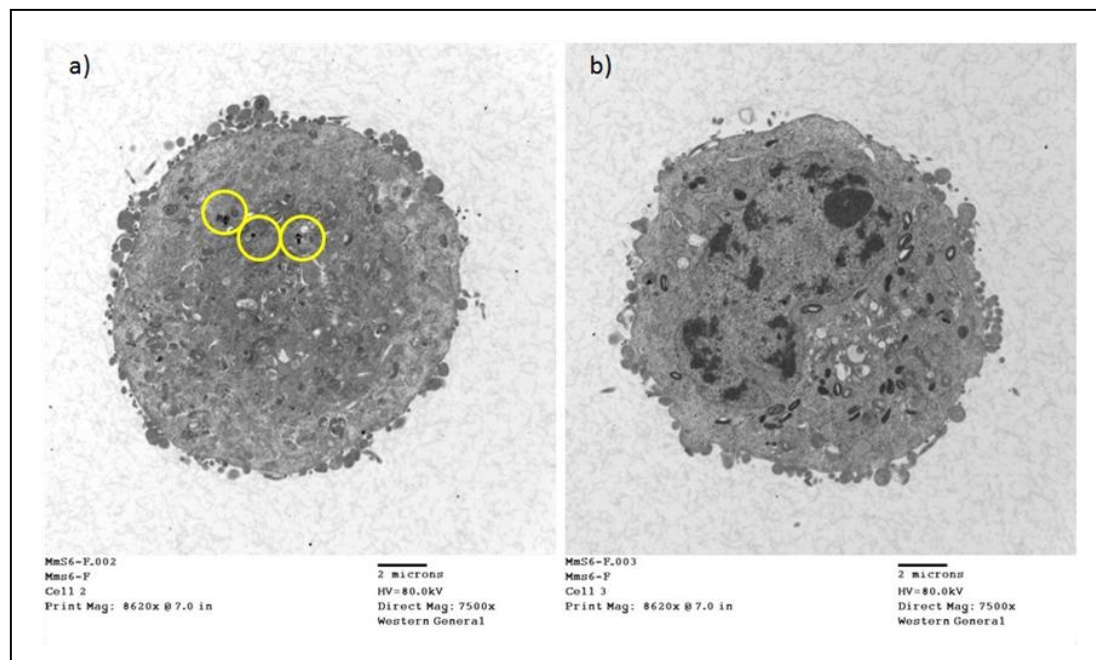 a)
b)
MmS6-F.002
Mms6-F
Cell 2
Print Mag: 8620x @ 7.0 in
2 microns
HV=80.0kV
Direct Mag: 7500x
Western General
MmS6-F.003
Mms6-F
Cell 3
Print Mag: 8620x @ 7.0 in
2 microns
HV=80.0kV
Direct Mag: 7500x
Western General